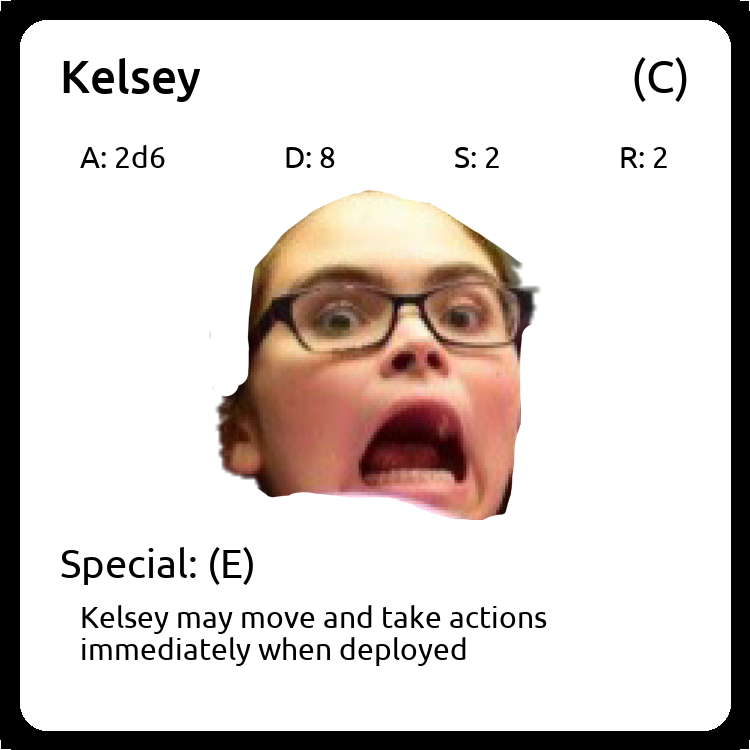 Kelsey (C)
A: 2d6 D: 8 S: 2 R: 2
Special: (E)
Kelsey may move and take actions
immediately when deployed